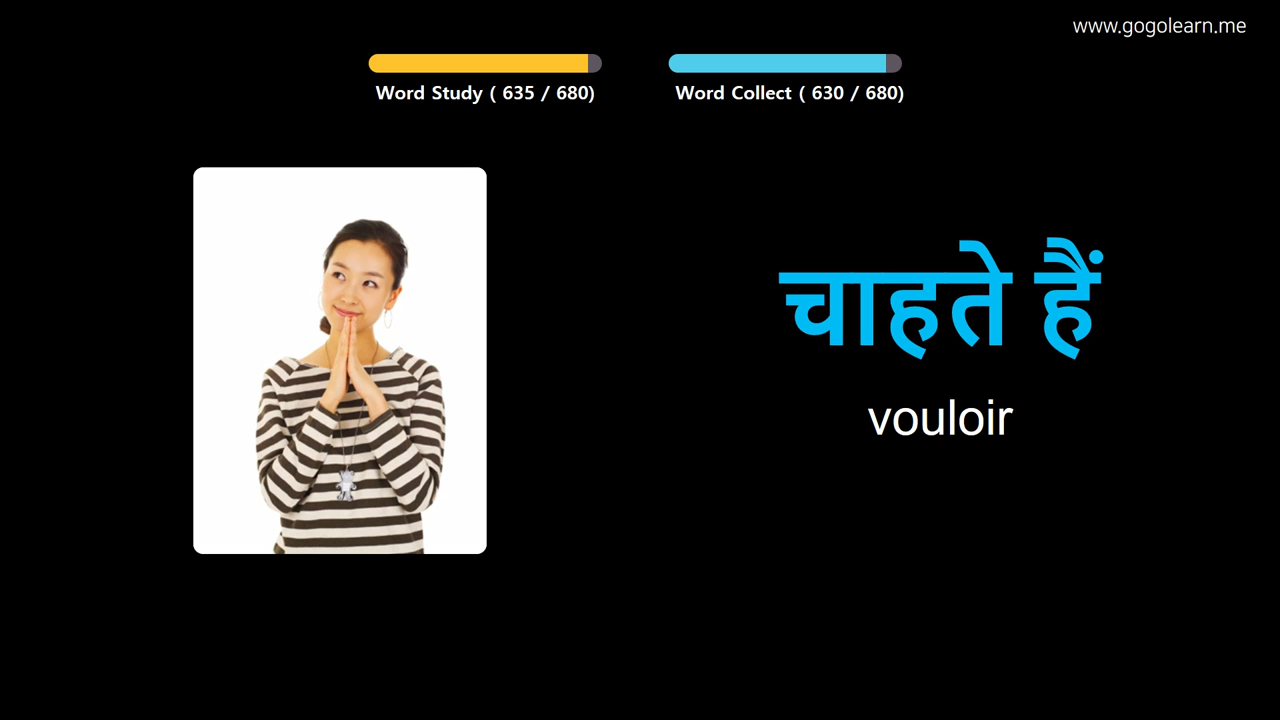 www.gogolearn.me
Word Study ( 635 / 680)
Word Collect ( 630 / 680)
चाहते हैं
vouloir